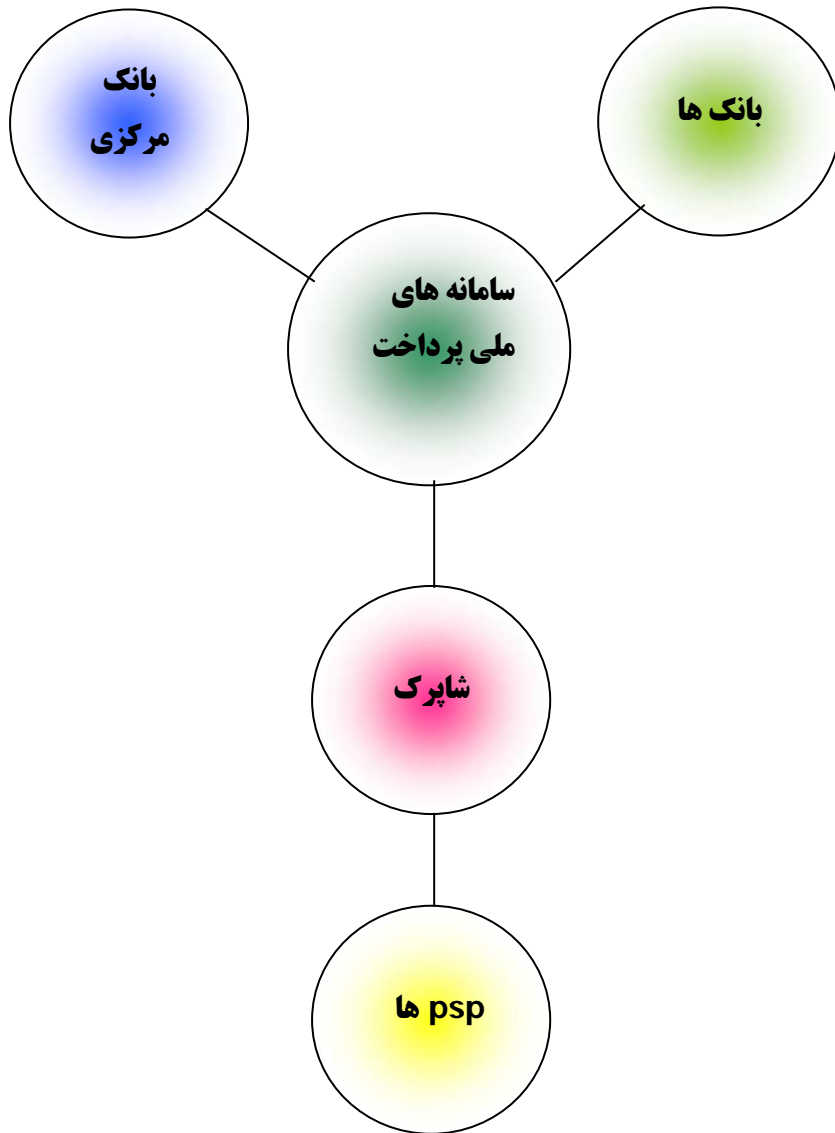 بانک ها
بانک
مرکزی
سامانه های
ملی پرداخت
شاپرک
psp ها